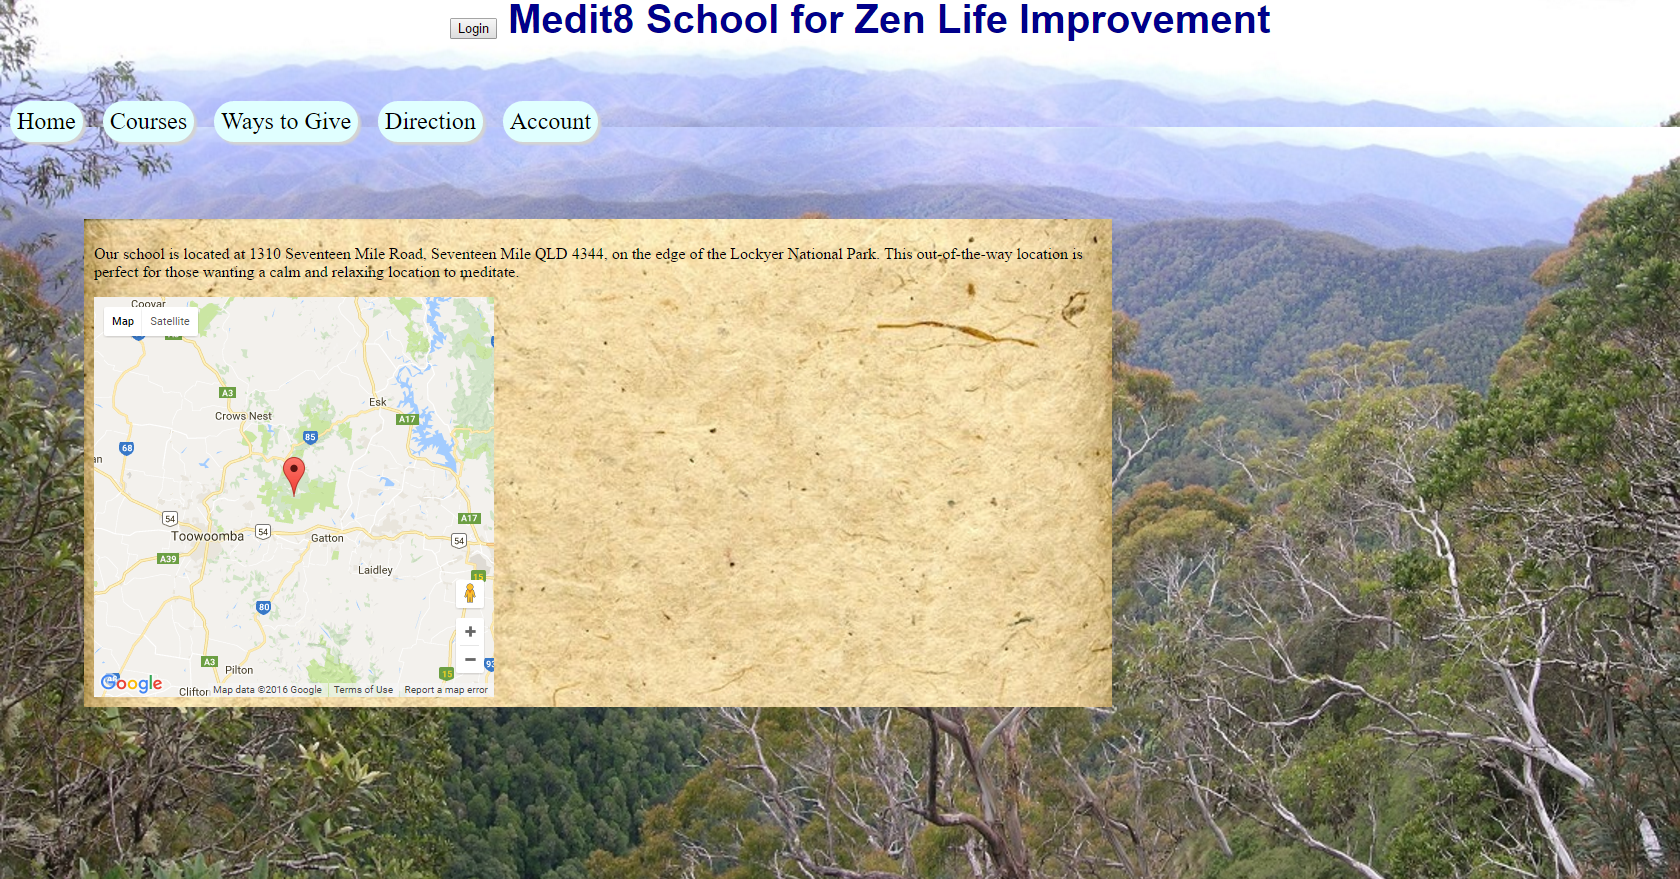 Login
Medit8 School for Zen Life Improvement
Home
Courses
Ways to Give
Direction
Account
Our school is located at 1310 Seventeen Mile Road, Seventeen Mile QLD 4344, on the edge of the Lockyer National Park. This out-of-the-way location is
perfect for those wanting a calm and relaxing location to meditate.
Cooyar
Map
Satellite
A3
Crows Nest
Esk
A17
85
68
an
54
A17
Toowoomba
54
Gatton
54
A39
Laidley
15
80
+
−
A3
Pilton
15
93
Google
Clifton
Map data ©2016 Google
Terms of Use
Report a map error